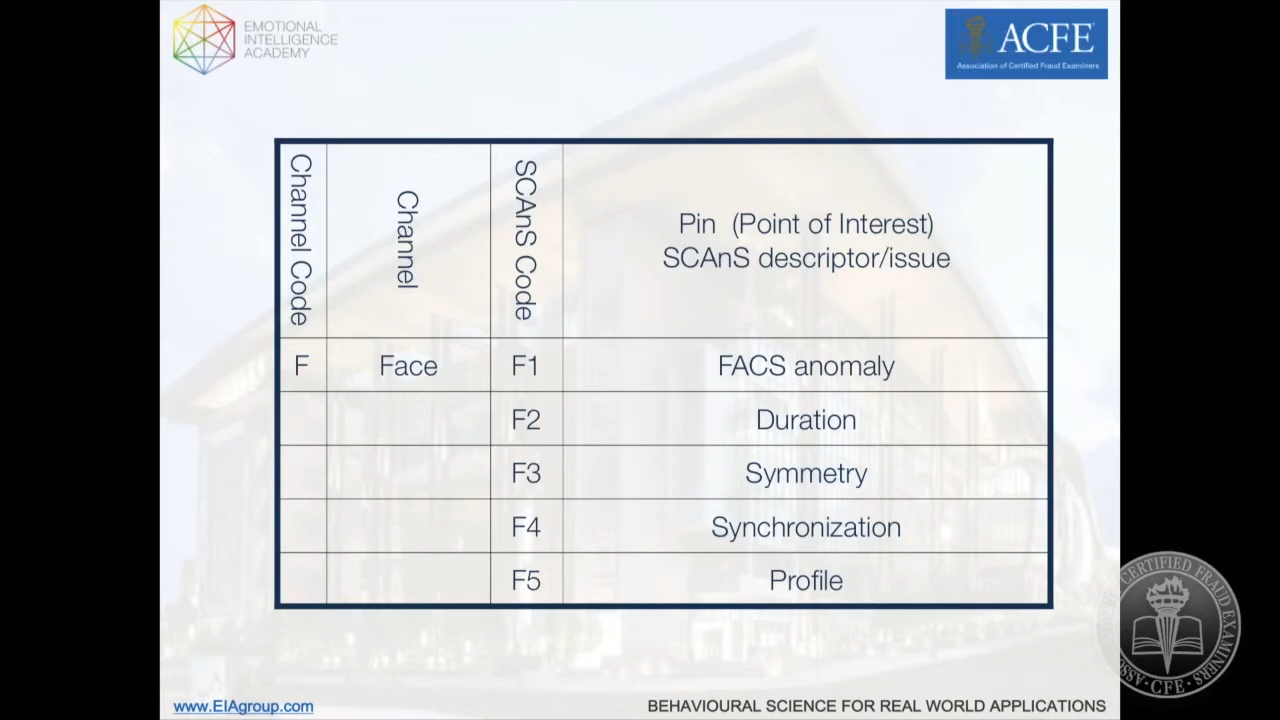 EMOTIONAL
INTELLIGENCE
ACADEMY
ACFE
Association of Certified Fraud Examiners
Channel Code
Channel
SCAnS Code
Pin (Point of Interest)
SCAnS descriptor/issue
F Face F1 FACS anomaly
F2 Duration
F3 Symmetry
F4 Synchronization
F5 Profile
CERTIFIED FRAUD EXAMINERS
CFE
www.EIAgroup.com
BEHAVIOURAL SCIENCE FOR REAL WORLD APPLICATIONS